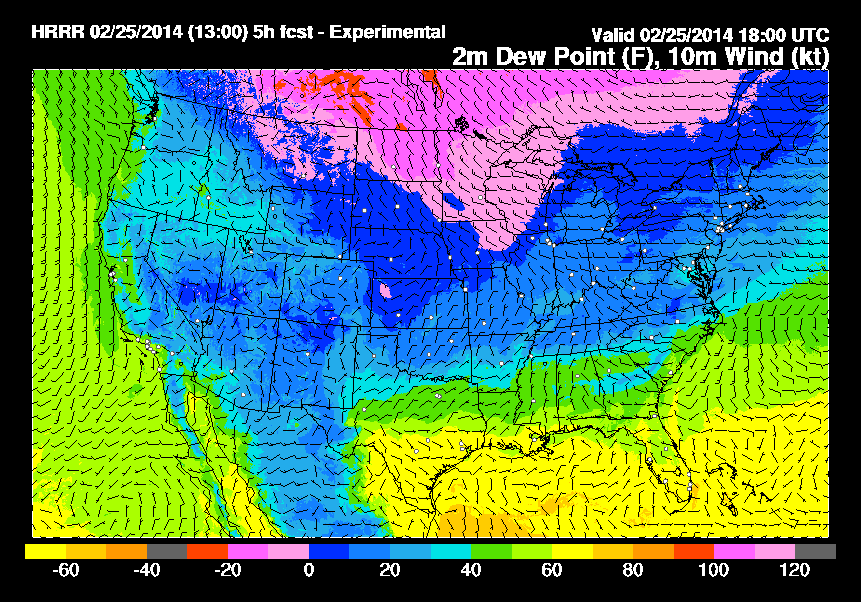 HRRR 02/25/2014 (13:00) 5h fcst - Experimental
Valid 02/25/2014 18:00 UTC
2m Dew Point (F), 10m Wind (kt)
-60 -40 -20 0 20 40 60 80 100 120